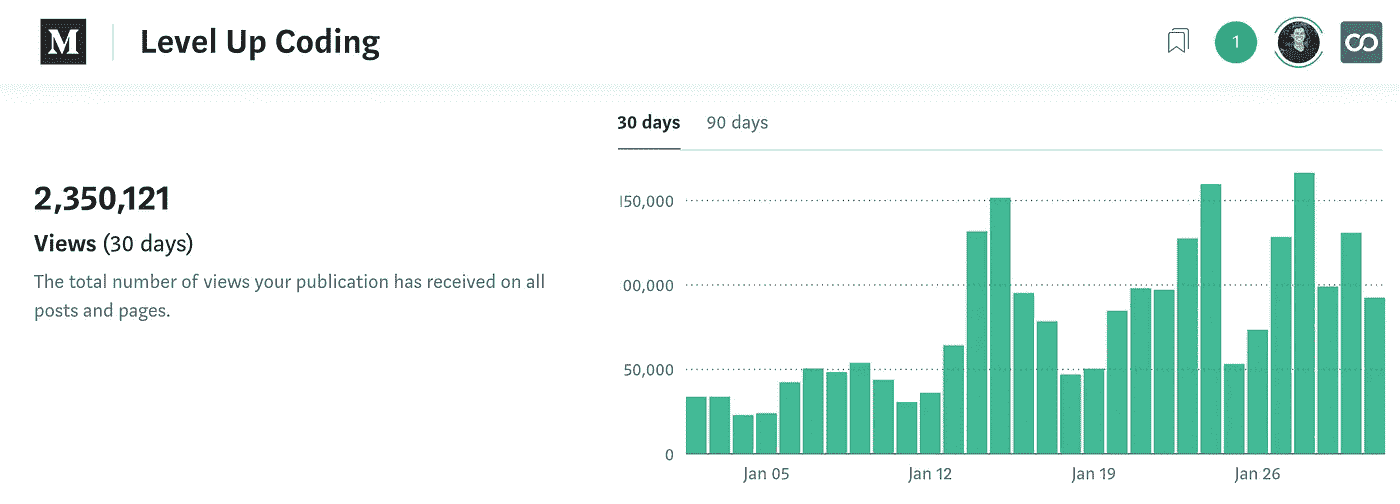 M Level Up Coding 1
30 days 90 days
2,350,121
Views (30 days)
The total number of views your publication has received on all
posts and pages.
150,000
00,000
50,000
0
Jan 05 Jan 12 Jan 19 Jan 26